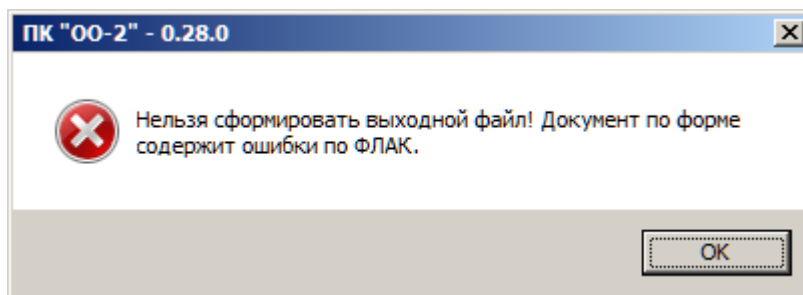 ПК "ОО-2" - 0.28.0
Нельзя сформировать выходной файл! Документ по форме
содержит ошибки по ФЛАК.
OK